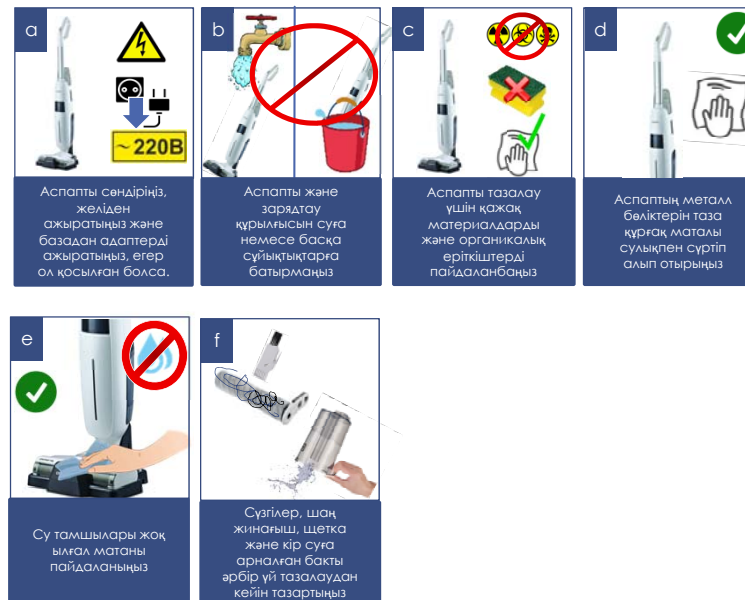 a
~220В
Аспапты сөндіріңіз,
желіден
ажыратыңыз және
базадан адаптерді
ажыратыңыз, егер
ол қосылған болса.
b
Аспапты және
зарядтау
құрылғысын суға
немесе басқа
сұйықтықтарға
батырмаңыз
c
Аспапты тазалау
үшін қажақ
материалдарды
және органикалық
еріткіштерді
пайдаланбаңыз
d
Аспаптың металл
бөліктерін таза
құрғақ маталы
сулықпен сүртіп
алып отырыңыз
e
Су тамшылары жоқ
ылғал матаны
пайдаланыңыз
f
Сүзгілер, шаң
жинағыш, щетка
және кір суға
арналған бакты
әрбір үй тазалаудан
кейін тазартыңыз